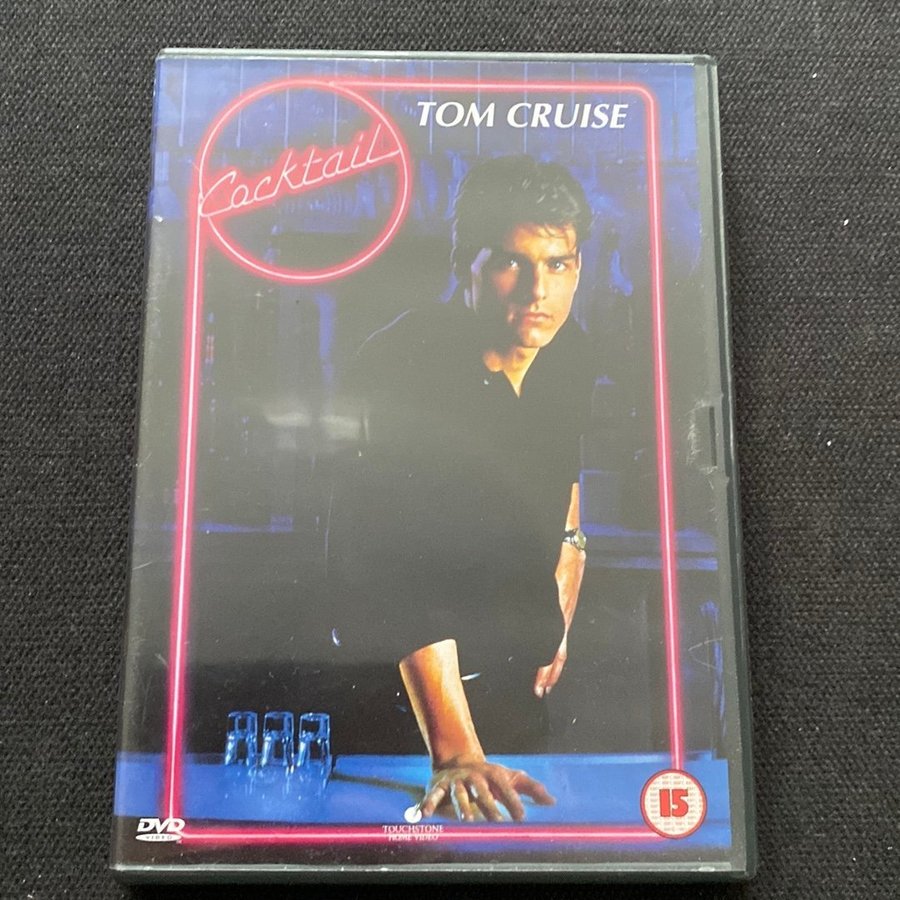 TOM CRUISE
Cocktail
DVD
VIDEO
TOUCHSTONE
HOME VIDEO
15